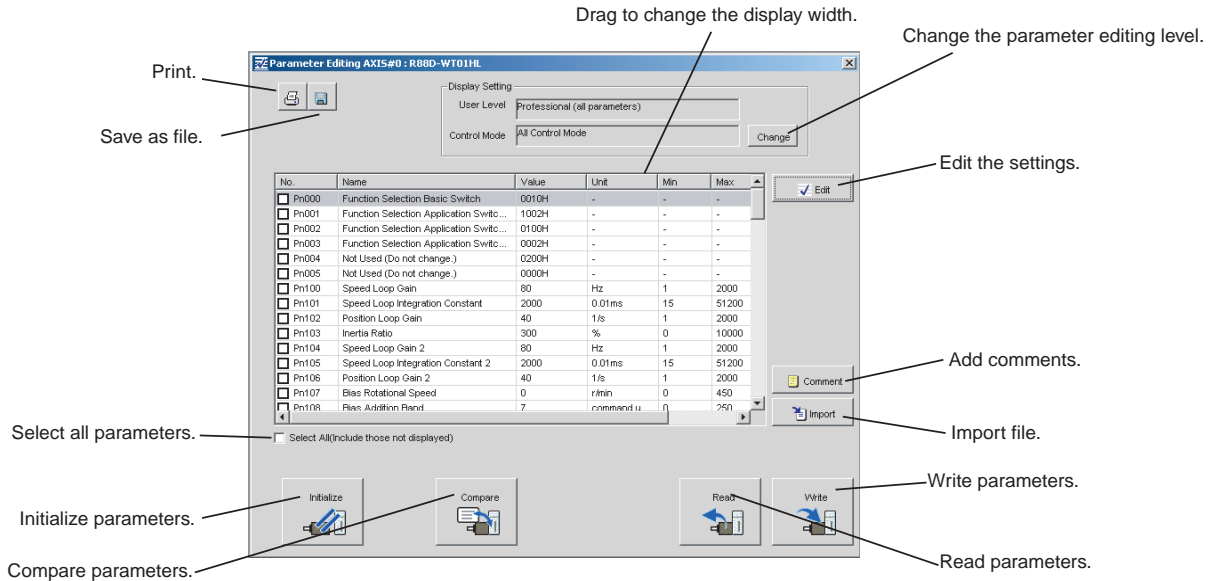 Drag to change the display width.
Change the parameter editing level.
Print.
Save as file.
Parameter Editing AXIS#0 : R88D-WT01HL
Display Setting
User Level Professional (all parameters)
Control Mode All Control Mode Change
Edit the settings.
No. Name Value Unit Min Max
Edit
Pn000 Function Selection Basic Switch 0010H - - -
Pn001 Function Selection Application Switc... 1002H - - -
Pn002 Function Selection Application Switc... 0100H - - -
Pn003 Function Selection Application Switc... 0002H - - -
Pn004 Not Used (Do not change.) 0200H - - -
Pn005 Not Used (Do not change.) 0000H - - -
Pn100 Speed Loop Gain 80 Hz 1 2000
Pn101 Speed Loop Integration Constant 2000 0.01ms 15 51200
Pn102 Position Loop Gain 40 1/s 1 2000
Pn103 Inertia Ratio 300 % 0 10000
Pn104 Speed Loop Gain 2 80 Hz 1 2000
Pn105 Speed Loop Integration Constant 2 2000 0.01ms 15 51200
Pn106 Position Loop Gain 2 40 1/s 1 2000
Pn107 Bias Rotational Speed 0 r/min 0 450
Pn108 Bias Addition Band 7 command u 0 250
Add comments.
Comment
Import
Import file.
Select all parameters.
Select All(Include those not displayed)
Initialize
Compare
Read
Write
Write parameters.
Initialize parameters.
Read parameters.
Compare parameters.